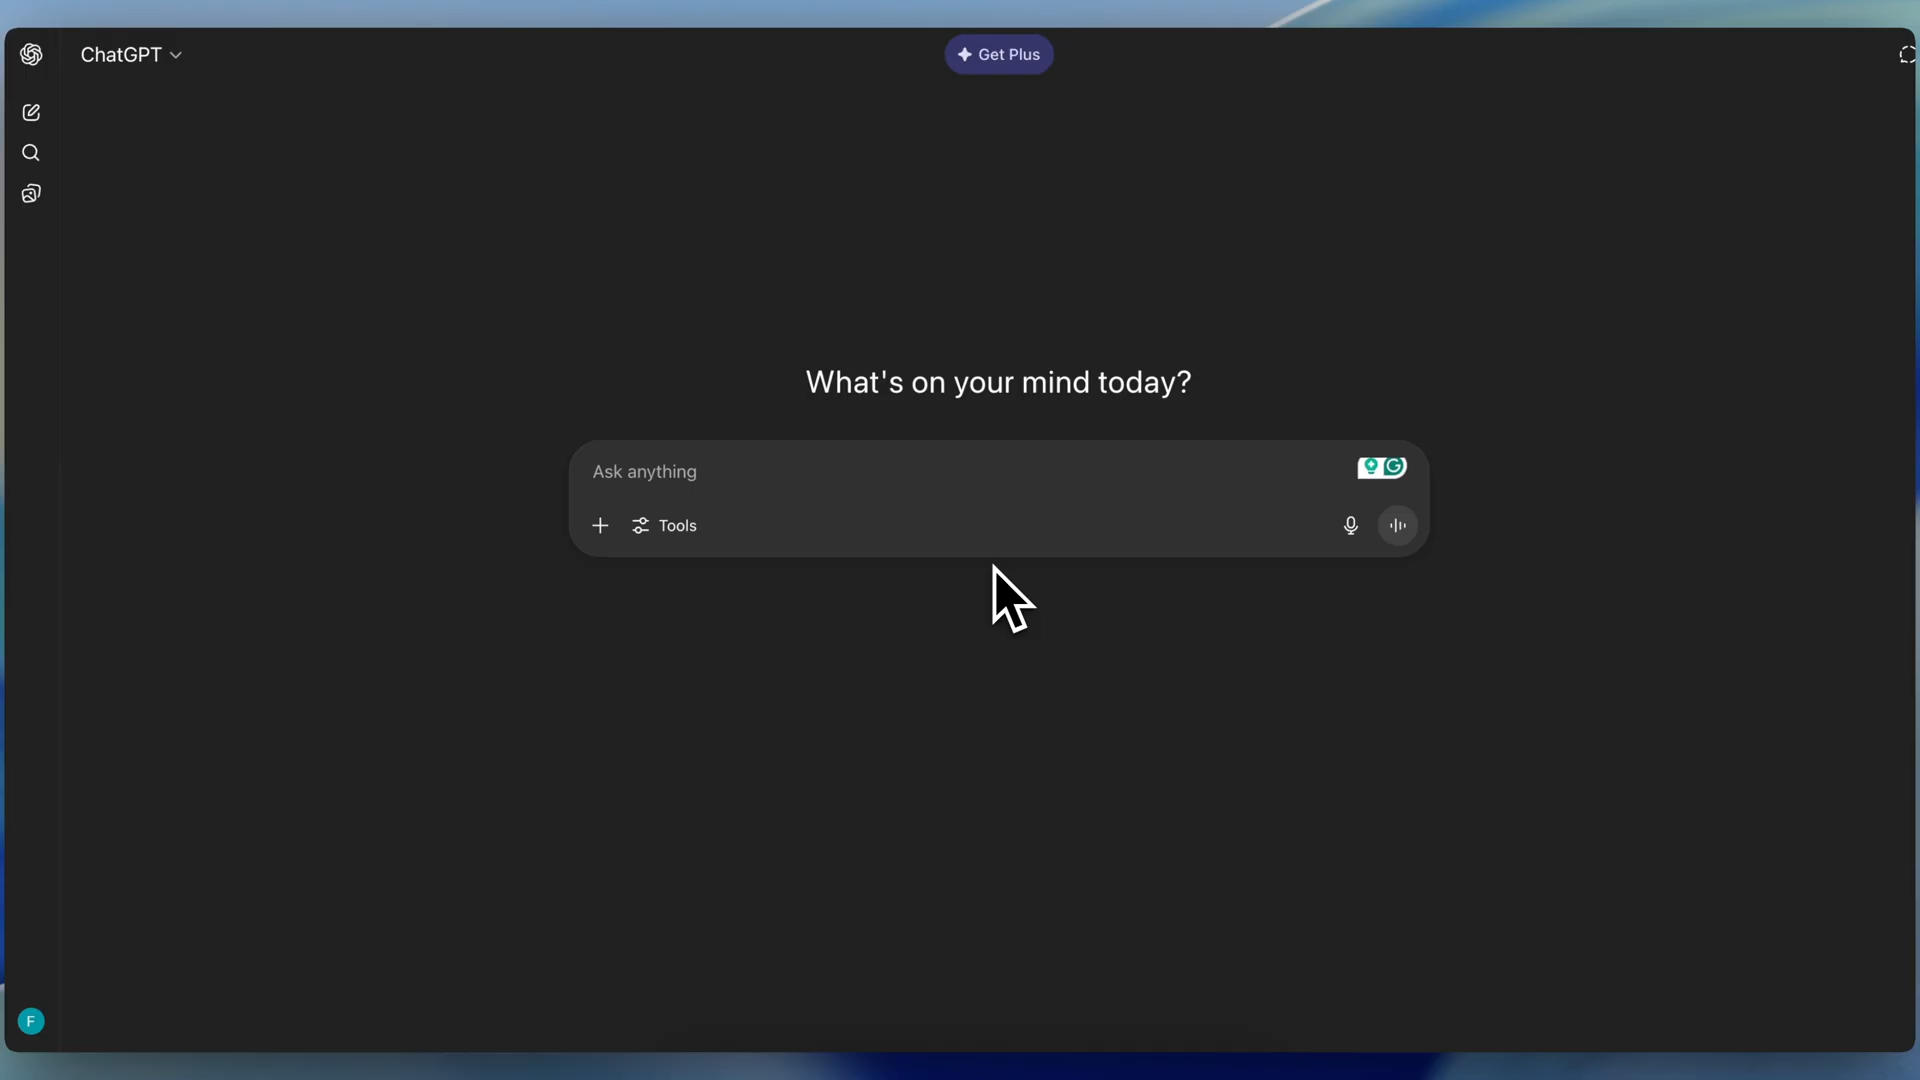 ChatGPT
Get Plus
What's on your mind today?
Ask anything
Tools
F